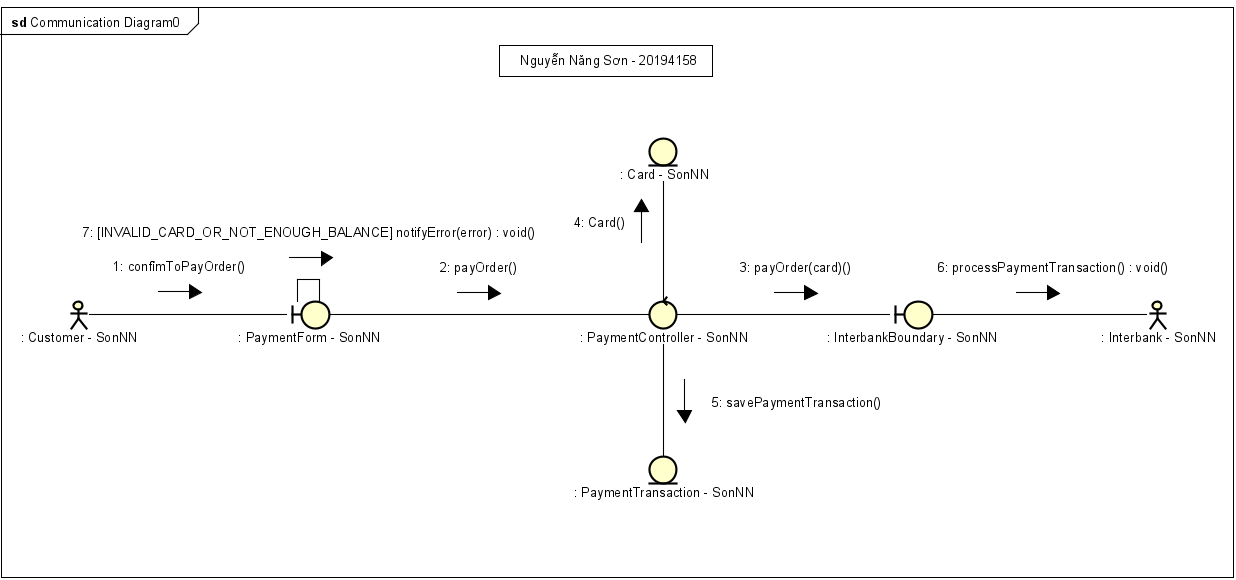 sd Communication Diagram0
Nguyễn Năng Sơn - 20194158
: Card - SonNN
4: Card()
7: [INVALID_CARD_OR_NOT_ENOUGH_BALANCE] notifyError(error) : void()
1: confimToPayOrder()
2: payOrder()
3: payOrder(card)()
6: processPaymentTransaction() : void()
: Customer - SonNN
: PaymentForm - SonNN
: PaymentController - SonNN
: InterbankBoundary - SonNN
: Interbank - SonNN
5: savePaymentTransaction()
: PaymentTransaction - SonNN